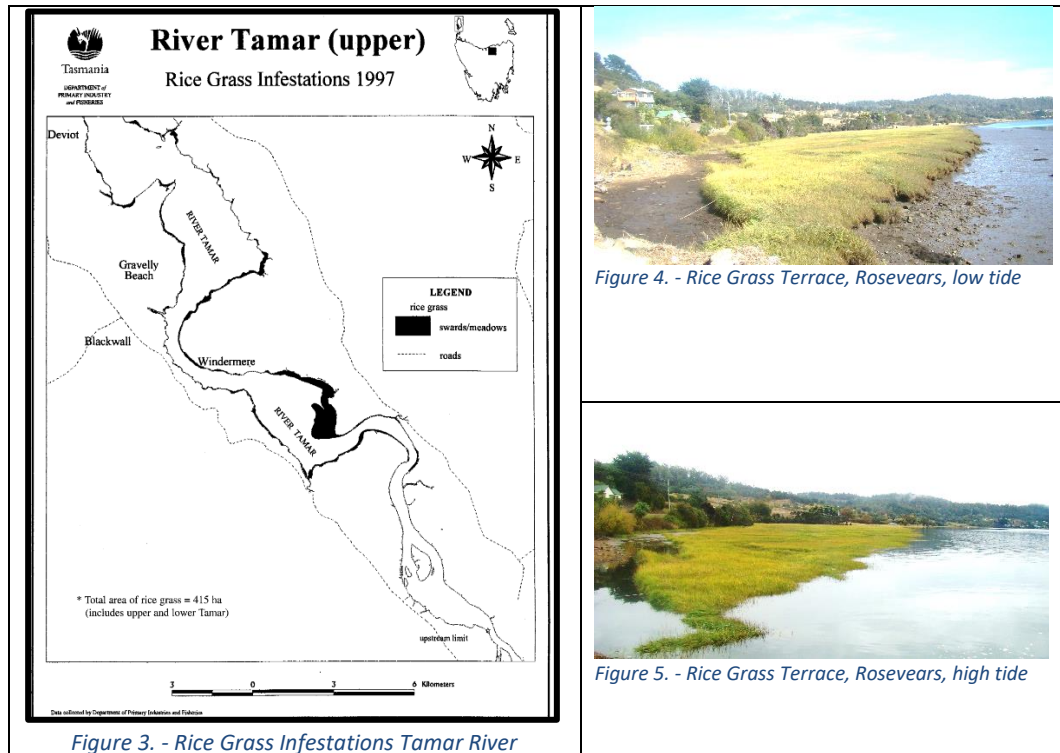 River Tamar (upper)
Rice Grass Infestations 1997
Tasmania
DEPARTMENT of
PRIMARY INDUSTRY
and FISHERIES
Deviot
N
W E
S
RIVER TAMAR
Gravelly
Beach
LEGEND
rice grass
swards/meadows
roads
Blackwall
Windermere
RIVER TAMAR
* Total area of rice grass = 415 ha
(includes upper and lower Tamar)
upstream limit
3 0 3 6 Kilometers
Data collected by Department of Primary Industries and Fisheries
Figure 3. - Rice Grass Infestations Tamar River
Figure 4. - Rice Grass Terrace, Rosevears, low tide
Figure 5. - Rice Grass Terrace, Rosevears, high tide